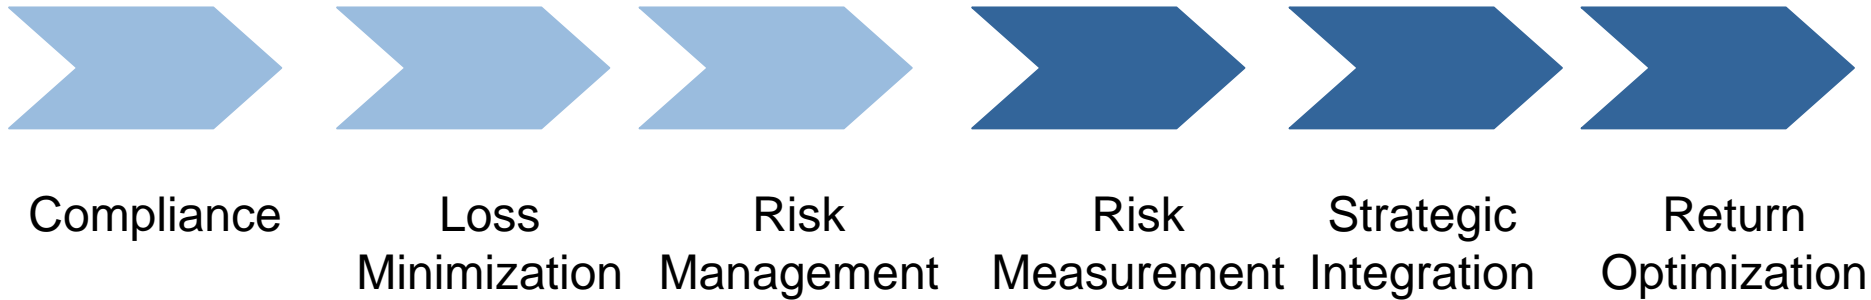 Compliance
Loss
Minimization
Risk
Management
Risk
Measurement
Strategic
Integration
Return
Optimization